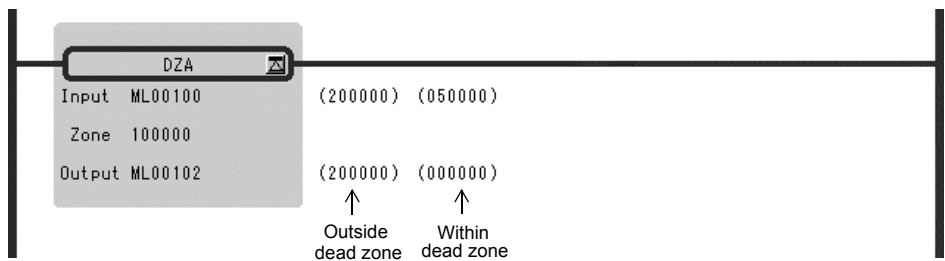 DZA
Input ML00100 (200000) (050000)
Zone 100000
Output ML00102 (200000) (000000)
Outside dead zone
Within dead zone